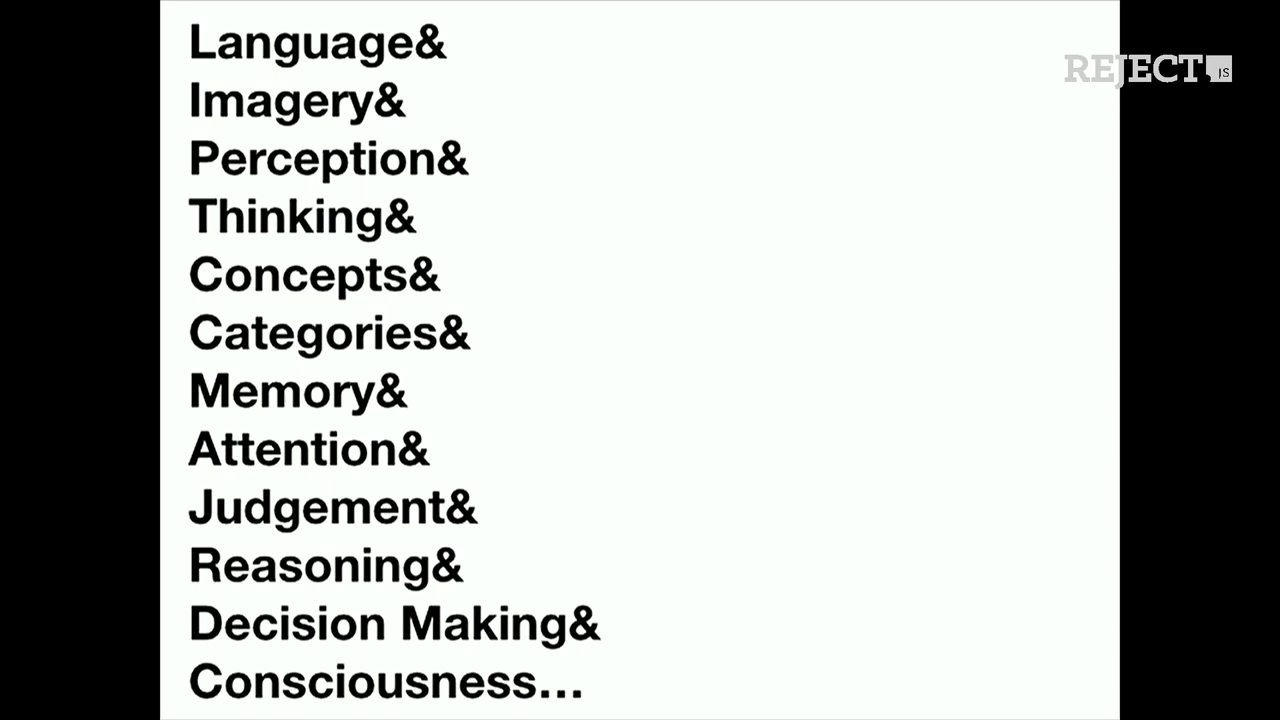 Language&
Imagery&
Perception&
Thinking&
Concepts&
Categories&
Memory&
Attention&
Judgement&
Reasoning&
Decision Making&
Consciousness…
REJECT JS